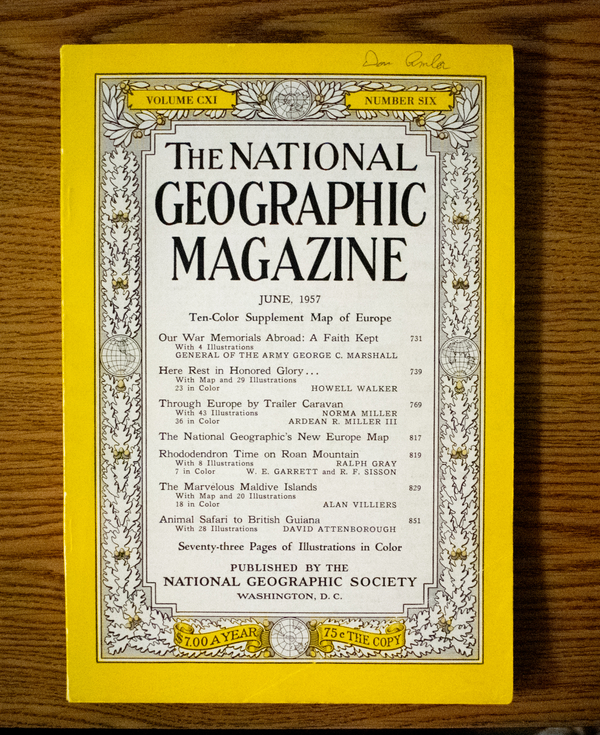 Don
VOLUME CXI
NUMBER SIX
THE NATIONAL
GEOGRAPHIC
MAGAZINE
JUNE, 1957
Ten-Color Supplement Map of Europe
Our War Memorials Abroad: A Faith Kept 731
With 4 Illustrations
GENERAL OF THE ARMY GEORGE C. MARSHALL
Here Rest in Honored Glory... 739
With Map and 29 Illustrations
23 in Color HOWELL WALKER
Through Europe by Trailer Caravan 769
With 43 Illustrations NORMA MILLER
36 in Color ARDEAN R. MILLER III
The National Geographic's New Europe Map 817
Rhododendron Time on Roan Mountain 819
With 8 Illustrations RALPH GRAY
7 in Color W. E. GARRETT and R. F. SISSON
The Marvelous Maldive Islands 829
With Map and 20 Illustrations
18 in Color ALAN VILLIERS
Animal Safari to British Guiana 851
With 28 Illustrations DAVID ATTENBOROUGH
Seventy-three Pages of Illustrations in Color
PUBLISHED BY THE
NATIONAL GEOGRAPHIC SOCIETY
WASHINGTON, D. C.
$7.00 A YEAR
75¢ THE COPY